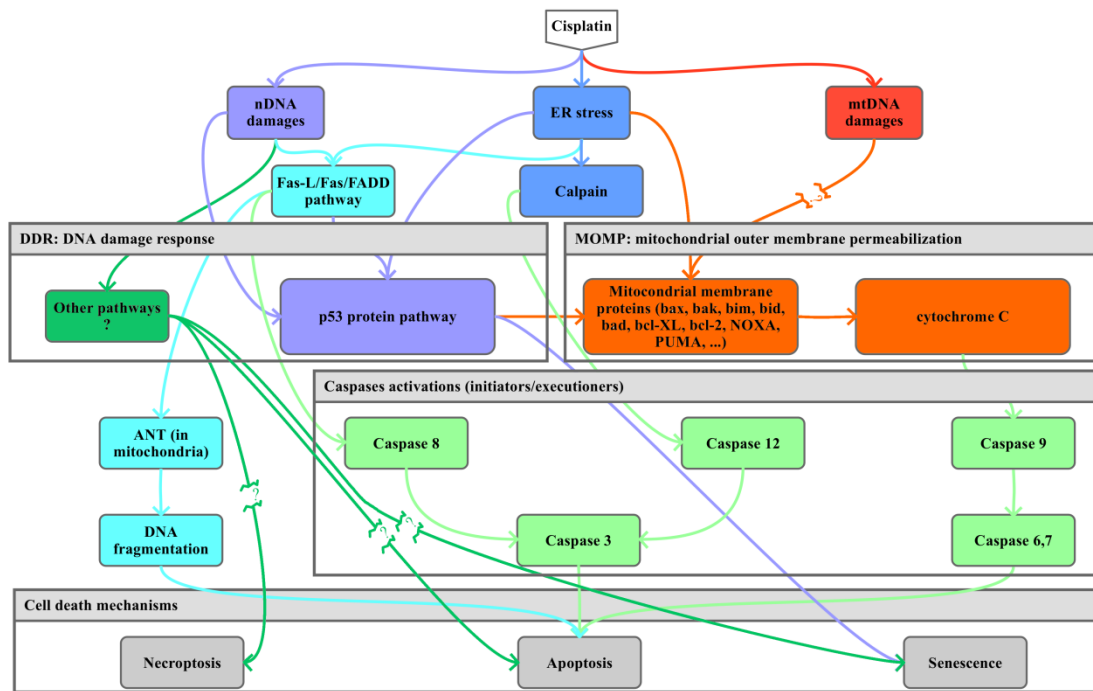 Cisplatin
nDNA
damages
ER stress
mtDNA
damages
Fas-L/Fas/FADD
pathway
Calpain
DDR: DNA damage response
MOMP: mitochondrial outer membrane permeabilization
Other pathways
?
p53 protein pathway
Mitocondrial membrane
proteins (bax, bak, bim, bid,
bad, bcl-XL, bcl-2, NOXA,
PUMA, ...)
cytochrome C
Caspases activations (initiators/executioners)
ANT (in
mitochondria)
Caspase 8
Caspase 12
Caspase 9
DNA
fragmentation
Caspase 3
Caspase 6,7
Cell death mechanisms
Necroptosis
Apoptosis
Senescence
?
?
?
?